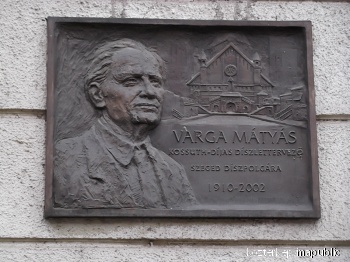 VARGA MÁTYÁS
KOSSUTH-DÍJAS DÍSZLETTERVEZŐ
SZEGED DÍSZPOLGÁRA
1910-2002